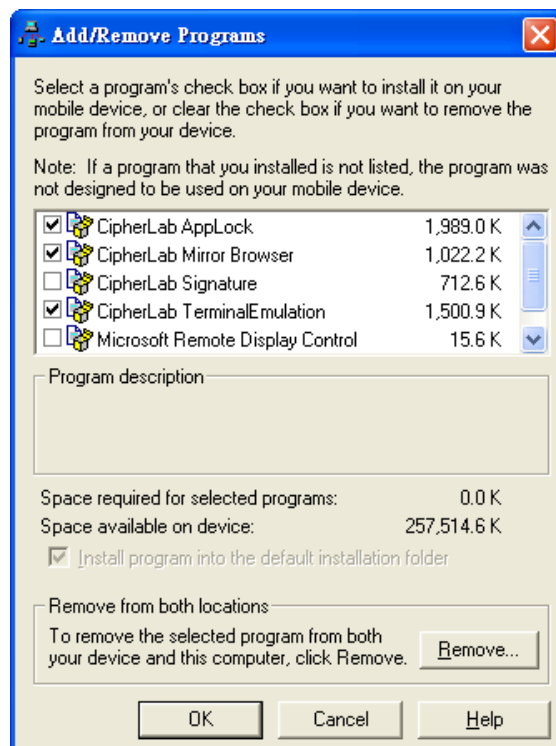 Add/Remove Programs
Select a program's check box if you want to install it on your
mobile device, or clear the check box if you want to remove the
program from your device.
Note: If a program that you installed is not listed, the program was
not designed to be used on your mobile device.
CipherLab AppLock 1,989.0 K
CipherLab Mirror Browser 1,022.2 K
CipherLab Signature 712.6 K
CipherLab TerminalEmulation 1,500.9 K
Microsoft Remote Display Control 15.6 K
Program description
Space required for selected programs: 0.0 K
Space available on device: 257,514.6 K
Install program into the default installation folder
Remove from both locations
To remove the selected program from both
your device and this computer, click Remove.
Remove...
OK Cancel Help